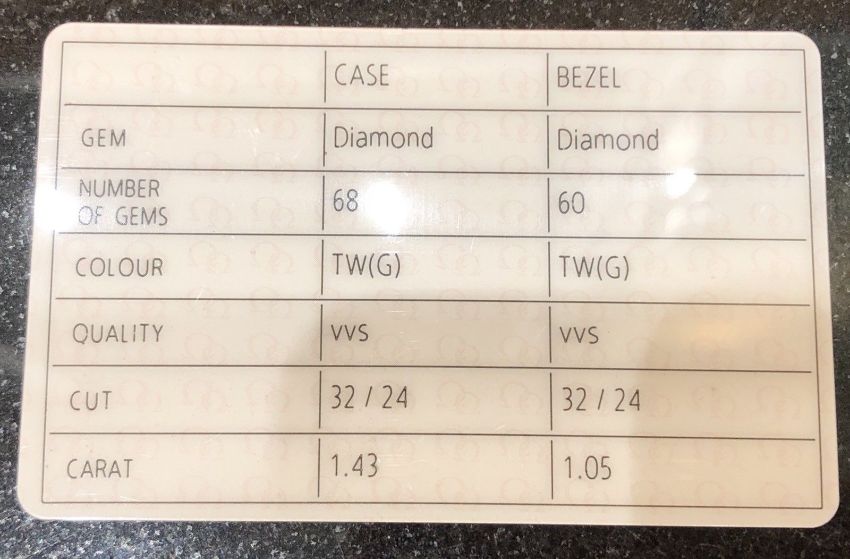 CASE BEZEL
GEM Diamond Diamond
NUMBER
OF GEMS 68 60
COLOUR TW(G) TW(G)
QUALITY VVS VVS
CUT 32 / 24 32 / 24
CARAT 1.43 1.05